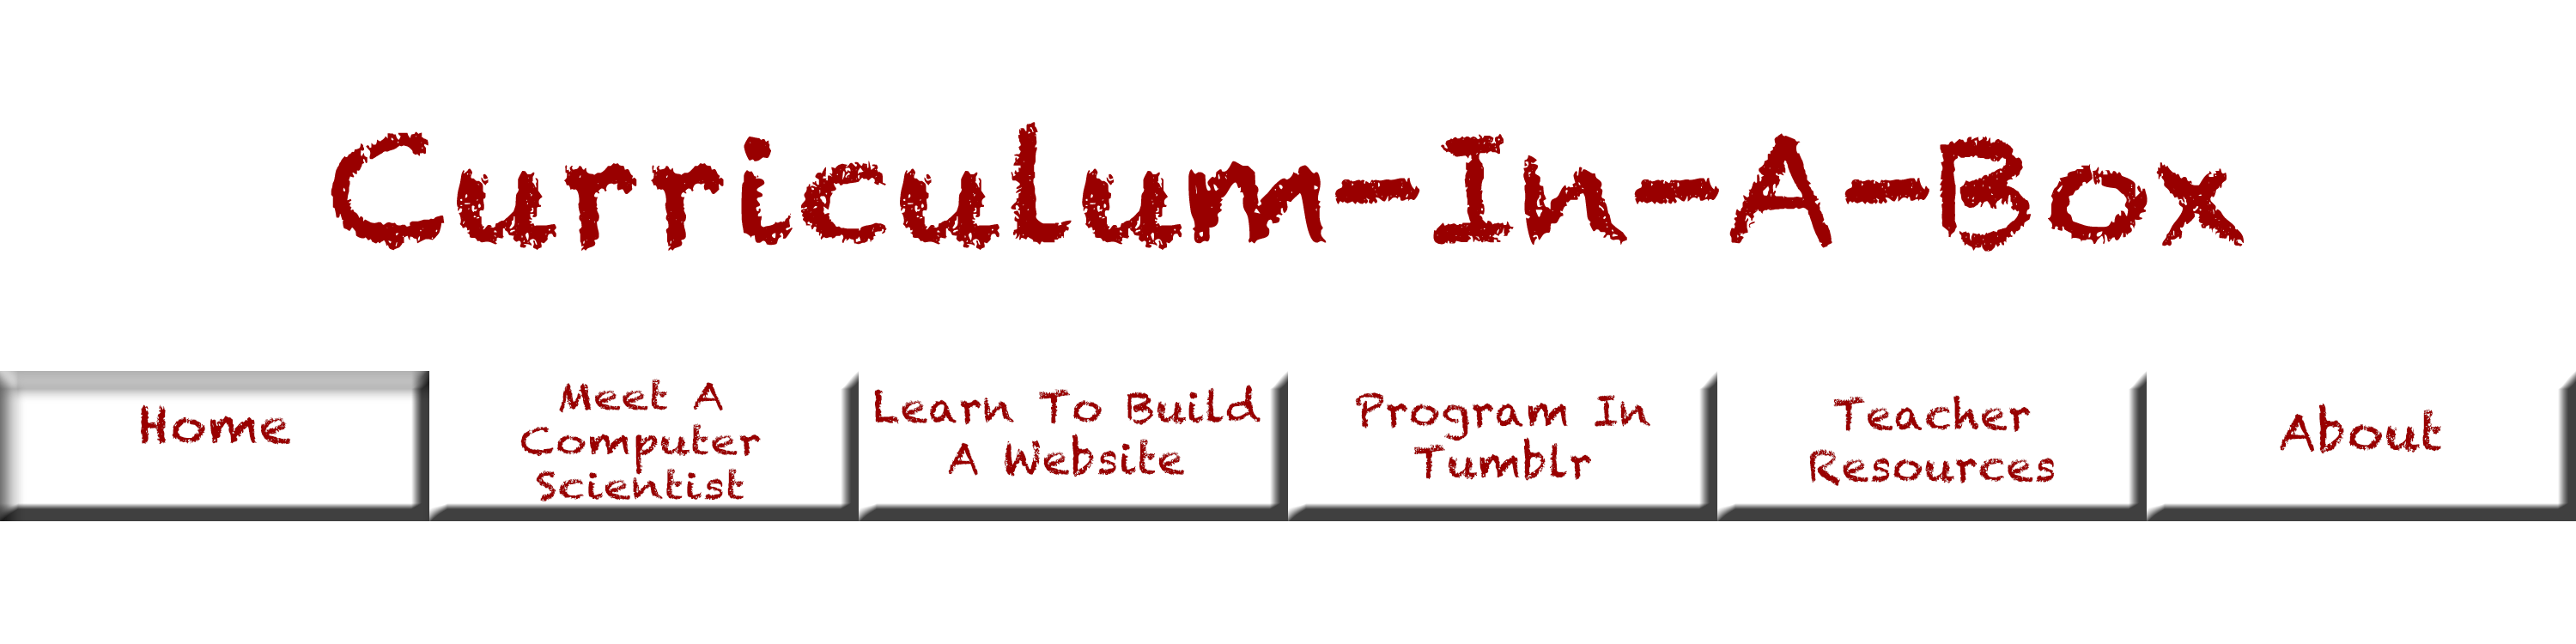 Curriculum-In-A-Box
Home
Meet A
Computer
Scientist
Learn To Build
A Website
Program In
Tumblr
Teacher
Resources
About